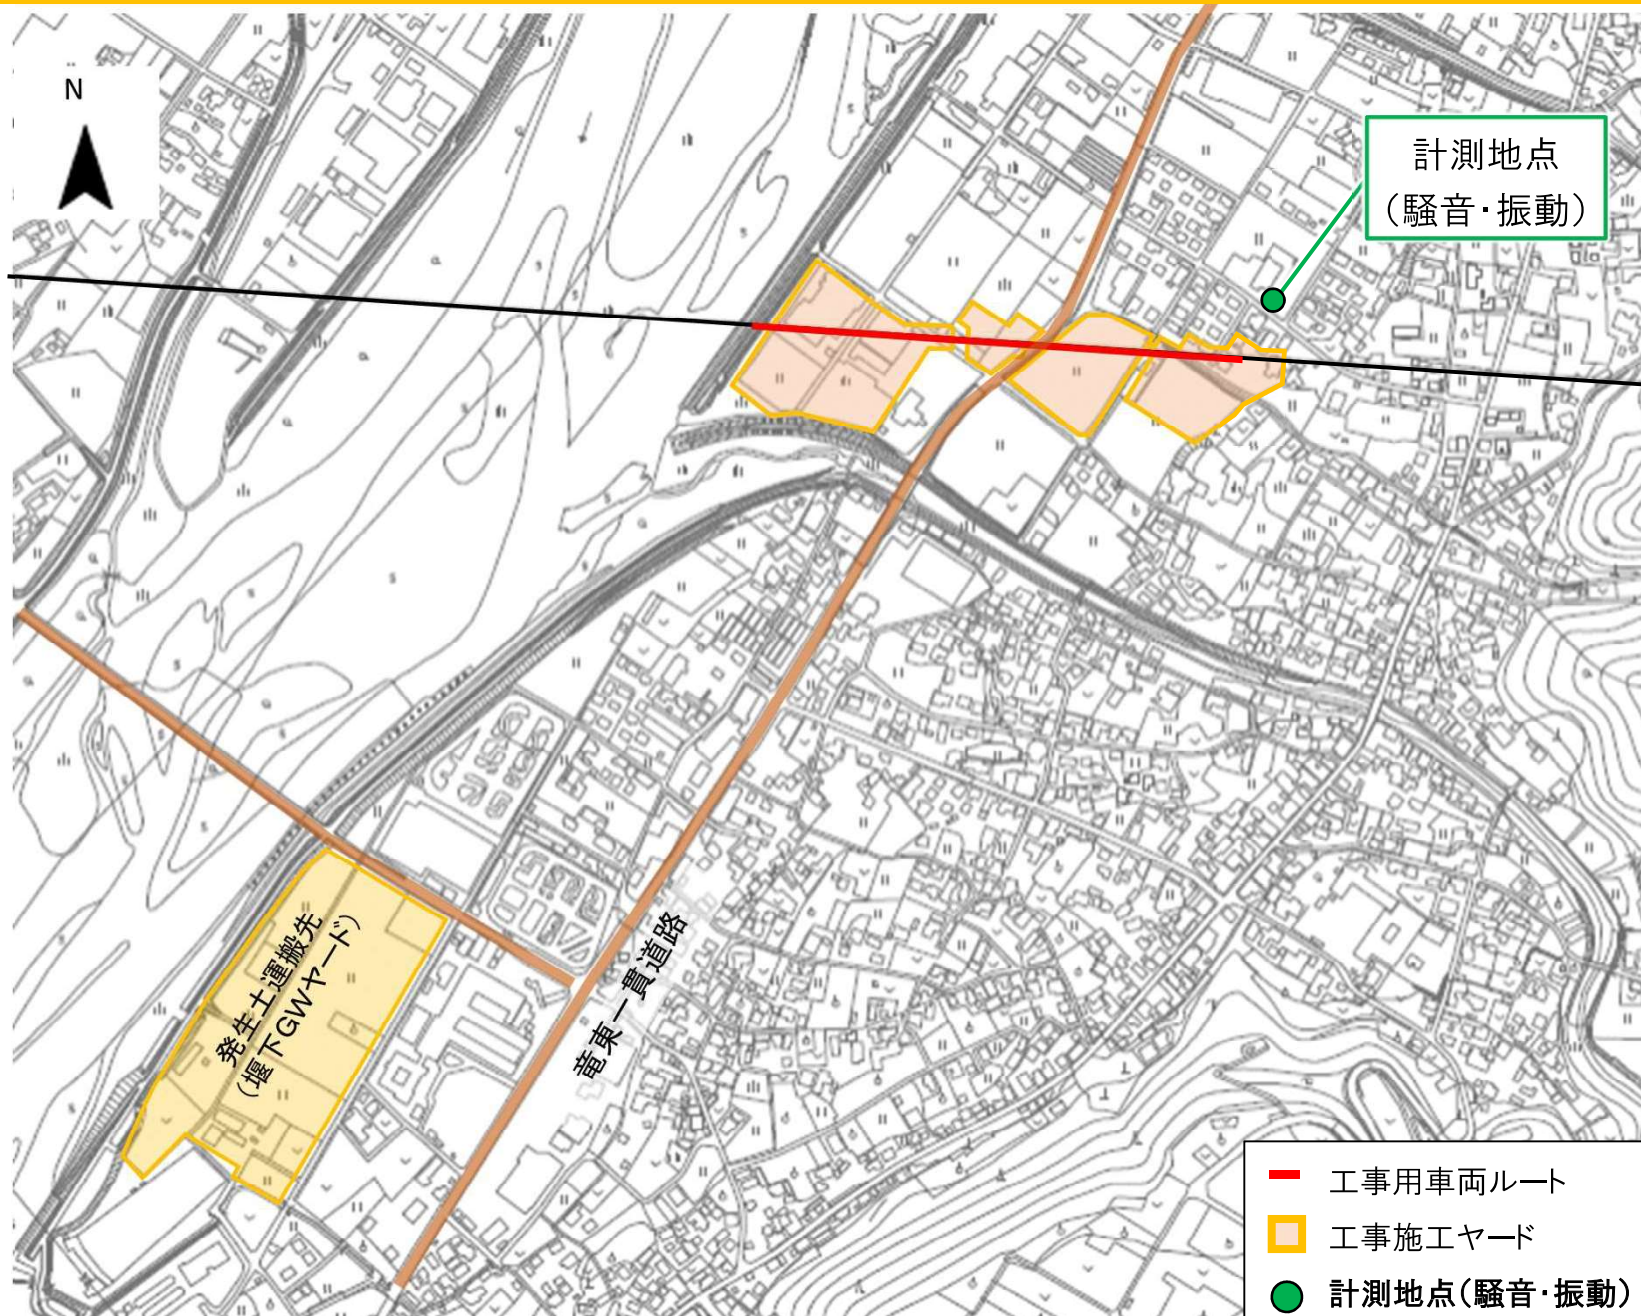 N
計測地点
（騒音・振動）
発生土運搬先
（堰下GWヤード）
竜東一貫道路
工事用車両ルート
工事施工ヤード
計測地点（騒音・振動）